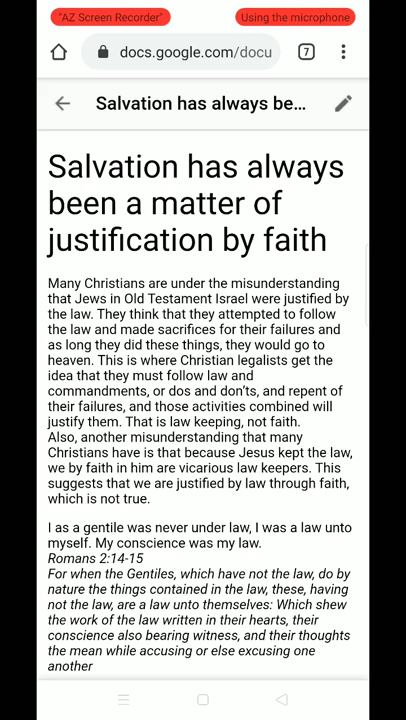 "AZ Screen Recorder"
Using the microphone
docs.google.com/docu
7
Salvation has always be...
Salvation has always
been a matter of
justification by faith
Many Christians are under the misunderstanding
that Jews in Old Testament Israel were justified by
the law. They think that they attempted to follow
the law and made sacrifices for their failures and
as long they did these things, they would go to
heaven. This is where Christian legalists get the
idea that they must follow law and
commandments, or dos and don'ts, and repent of
their failures, and those activities combined will
justify them. That is law keeping, not faith.
Also, another misunderstanding that many
Christians have is that because Jesus kept the law,
we by faith in him are vicarious law keepers. This
suggests that we are justified by law through faith,
which is not true.
I as a gentile was never under law, I was a law unto
myself. My conscience was my law.
Romans 2:14-15
For when the Gentiles, which have not the law, do by
nature the things contained in the law, these, having
not the law, are a law unto themselves: Which shew
the work of the law written in their hearts, their
conscience also bearing witness, and their thoughts
the mean while accusing or else excusing one
another